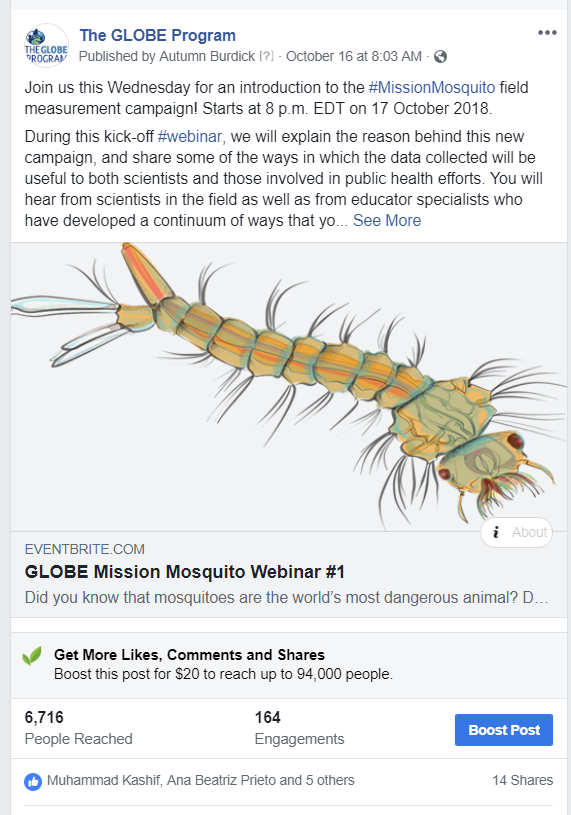 THE GLOBE
PROGRAM
The GLOBE Program
Published by Autumn Burdick [?] · October 16 at 8:03 AM ·
Join us this Wednesday for an introduction to the #MissionMosquito field
measurement campaign! Starts at 8 p.m. EDT on 17 October 2018.
During this kick-off #webinar, we will explain the reason behind this new
campaign, and share some of the ways in which the data collected will be
useful to both scientists and those involved in public health efforts. You will
hear from scientists in the field as well as from educator specialists who
have developed a continuum of ways that yo... See More
i About
EVENTBRITE.COM
GLOBE Mission Mosquito Webinar #1
Did you know that mosquitoes are the world's most dangerous animal? D...
Get More Likes, Comments and Shares
Boost this post for $20 to reach up to 94,000 people.
6,716 164
People Reached Engagements Boost Post
Muhammad Kashif, Ana Beatriz Prieto and 5 others 14 Shares